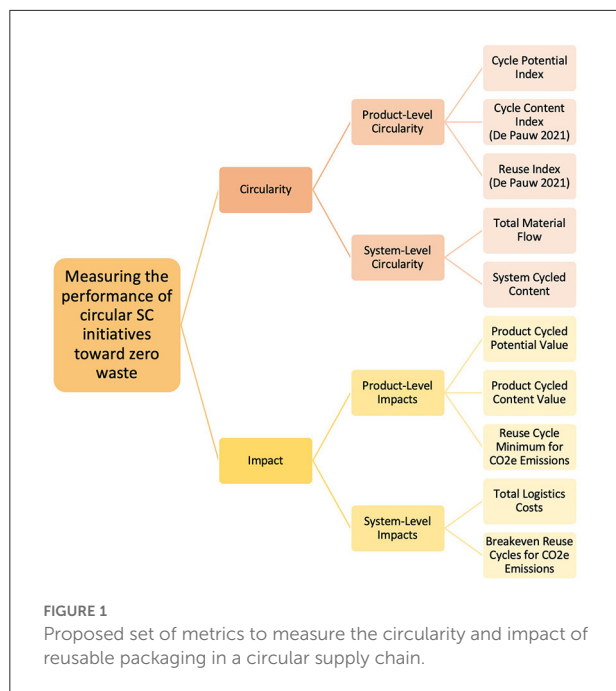 Measuring the
performance of
circular SC
initiatives
toward zero
waste
Circularity
Product-Level
Circularity
Cycle Potential
Index
Cycle Content
Index
(De Pauw 2021)
Reuse Index
(De Pauw 2021)
System-Level
Circularity
Total Material
Flow
System Cycled
Content
Impact
Product-Level
Impacts
Product Cycled
Potential Value
Product Cycled
Content Value
Reuse Cycle
Minimum for
CO2e Emissions
System-Level
Impacts
Total Logistics
Costs
Breakeven Reuse
Cycles for CO2e
Emissions
FIGURE 1
Proposed set of metrics to measure the circularity and impact of
reusable packaging in a circular supply chain.